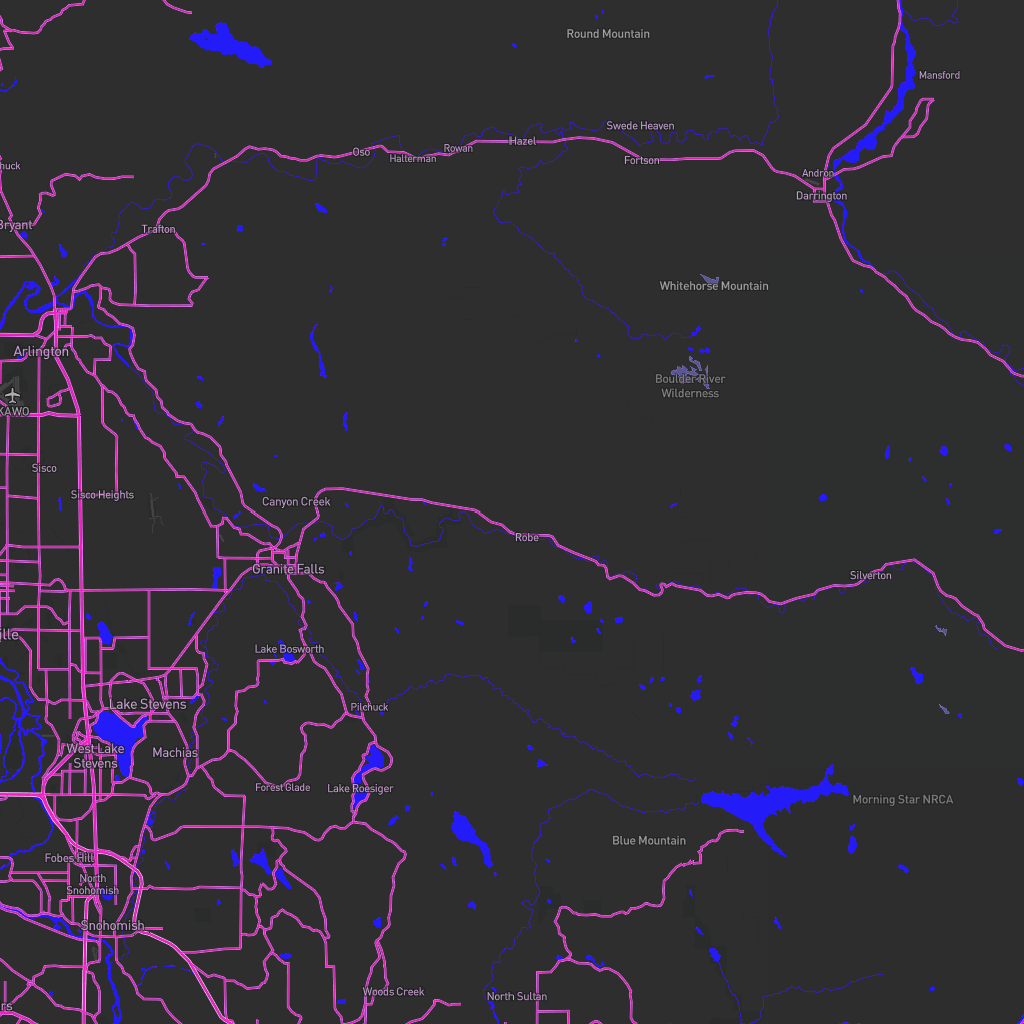 Round Mountain
Mansford
Swede Heaven
Hazel
Rowan
Oso
Halterman
Fortson
huck
Andron
Darrington
Bryant
Trafton
Whitehorse Mountain
Arlington
Boulder River
Wilderness
KAWO
Sisco
Sisco Heights
Canyon Creek
Robe
Granite Falls
Silverton
ille
Lake Bosworth
Lake Stevens
Pilchuck
West Lake
Stevens
Machias
Forest Glade
Lake Roesiger
Morning Star NRCA
Blue Mountain
Fobes Hill
North
Snohomish
Snohomish
Woods Creek
North Sultan
rs